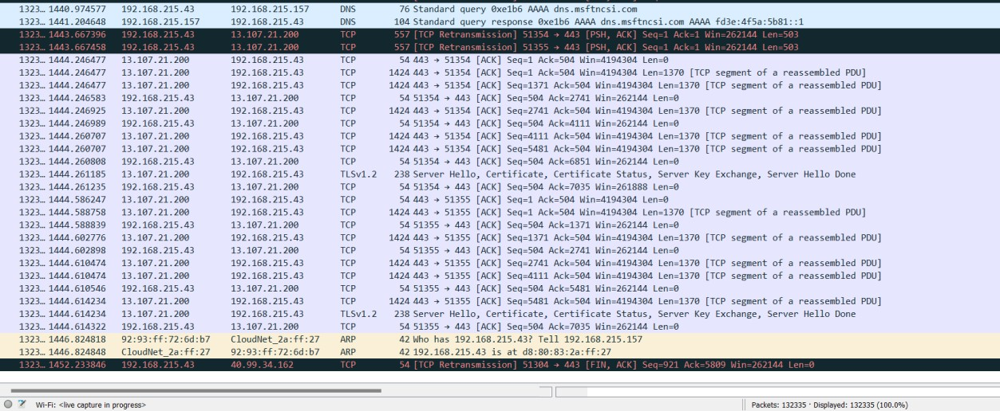 1323… 1440.974577 192.168.215.43 192.168.215.157 DNS 76 Standard query 0xe1b6 AAAA dns.msftncsi.com
1323… 1441.204648 192.168.215.157 192.168.215.43 DNS 104 Standard query response 0xe1b6 AAAA dns.msftncsi.com AAAA fd3e:4f5a:5b81::1
1323… 1443.667396 192.168.215.43 13.107.21.200 TCP 557 [TCP Retransmission] 51354 → 443 [PSH, ACK] Seq=1 Ack=1 Win=262144 Len=503
1323… 1443.667458 192.168.215.43 13.107.21.200 TCP 557 [TCP Retransmission] 51355 → 443 [PSH, ACK] Seq=1 Ack=1 Win=262144 Len=503
1323… 1444.246477 13.107.21.200 192.168.215.43 TCP 54 443 → 51354 [ACK] Seq=1 Ack=504 Win=4194304 Len=0
1323… 1444.246477 13.107.21.200 192.168.215.43 TCP 1424 443 → 51354 [ACK] Seq=1 Ack=504 Win=4194304 Len=1370 [TCP segment of a reassembled PDU]
1323… 1444.246477 13.107.21.200 192.168.215.43 TCP 1424 443 → 51354 [ACK] Seq=1371 Ack=504 Win=4194304 Len=1370 [TCP segment of a reassembled PDU]
1323… 1444.246583 192.168.215.43 13.107.21.200 TCP 54 51354 → 443 [ACK] Seq=504 Ack=2741 Win=262144 Len=0
1323… 1444.246925 13.107.21.200 192.168.215.43 TCP 1424 443 → 51354 [ACK] Seq=2741 Ack=504 Win=4194304 Len=1370 [TCP segment of a reassembled PDU]
1323… 1444.246989 192.168.215.43 13.107.21.200 TCP 54 51354 → 443 [ACK] Seq=504 Ack=4111 Win=262144 Len=0
1323… 1444.260707 13.107.21.200 192.168.215.43 TCP 1424 443 → 51354 [ACK] Seq=4111 Ack=504 Win=4194304 Len=1370 [TCP segment of a reassembled PDU]
1323… 1444.260707 13.107.21.200 192.168.215.43 TCP 1424 443 → 51354 [ACK] Seq=5481 Ack=504 Win=4194304 Len=1370 [TCP segment of a reassembled PDU]
1323… 1444.260808 192.168.215.43 13.107.21.200 TCP 54 51354 → 443 [ACK] Seq=504 Ack=6851 Win=262144 Len=0
1323… 1444.261185 13.107.21.200 192.168.215.43 TLSv1.2 238 Server Hello, Certificate, Certificate Status, Server Key Exchange, Server Hello Done
1323… 1444.261235 192.168.215.43 13.107.21.200 TCP 54 51354 → 443 [ACK] Seq=504 Ack=7035 Win=261888 Len=0
1323… 1444.586247 13.107.21.200 192.168.215.43 TCP 54 443 → 51355 [ACK] Seq=1 Ack=504 Win=4194304 Len=0
1323… 1444.588758 13.107.21.200 192.168.215.43 TCP 1424 443 → 51355 [ACK] Seq=1 Ack=504 Win=4194304 Len=1370 [TCP segment of a reassembled PDU]
1323… 1444.588839 192.168.215.43 13.107.21.200 TCP 54 51355 → 443 [ACK] Seq=504 Ack=1371 Win=262144 Len=0
1323… 1444.602776 13.107.21.200 192.168.215.43 TCP 1424 443 → 51355 [ACK] Seq=1371 Ack=504 Win=4194304 Len=1370 [TCP segment of a reassembled PDU]
1323… 1444.602898 192.168.215.43 13.107.21.200 TCP 54 51355 → 443 [ACK] Seq=504 Ack=2741 Win=262144 Len=0
1323… 1444.610474 13.107.21.200 192.168.215.43 TCP 1424 443 → 51355 [ACK] Seq=2741 Ack=504 Win=4194304 Len=1370 [TCP segment of a reassembled PDU]
1323… 1444.610474 13.107.21.200 192.168.215.43 TCP 1424 443 → 51355 [ACK] Seq=4111 Ack=504 Win=4194304 Len=1370 [TCP segment of a reassembled PDU]
1323… 1444.610546 192.168.215.43 13.107.21.200 TCP 54 51355 → 443 [ACK] Seq=504 Ack=5481 Win=262144 Len=0
1323… 1444.614234 13.107.21.200 192.168.215.43 TCP 1424 443 → 51355 [ACK] Seq=5481 Ack=504 Win=4194304 Len=1370 [TCP segment of a reassembled PDU]
1323… 1444.614234 13.107.21.200 192.168.215.43 TLSv1.2 238 Server Hello, Certificate, Certificate Status, Server Key Exchange, Server Hello Done
1323… 1444.614322 192.168.215.43 13.107.21.200 TCP 54 51355 → 443 [ACK] Seq=504 Ack=7035 Win=262144 Len=0
1323… 1446.824818 92:93:ff:72:6d:b7 CloudNet_2a:ff:27 ARP 42 Who has 192.168.215.43? Tell 192.168.215.157
1323… 1446.824848 CloudNet_2a:ff:27 92:93:ff:72:6d:b7 ARP 42 192.168.215.43 is at d8:80:83:2a:ff:27
1323… 1452.233846 192.168.215.43 40.99.34.162 TCP 54 [TCP Retransmission] 51304 → 443 [FIN, ACK] Seq=921 Ack=5809 Win=262144 Len=0
Wi-Fi: <live capture in progress> Packets: 132335 · Displayed: 132335 (100.0%)